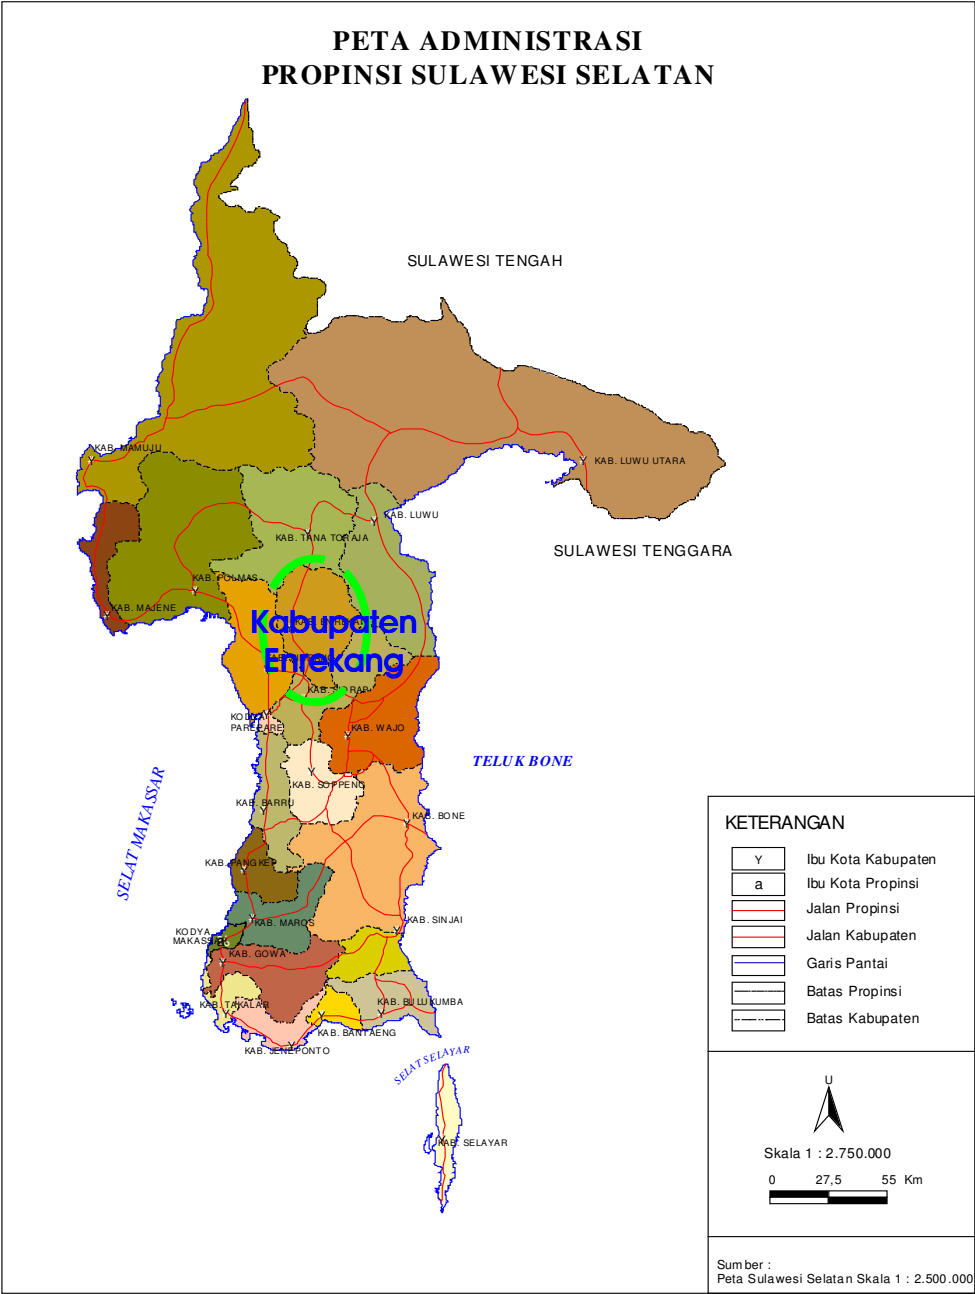 PETA ADMINISTRASI
PROPINSI SULAWESI SELATAN
SULAWESI TENGAH
KAB. MAMUJU
KAB. LUWU UTARA
KAB. LUWU
KAB. TANA TORAJA
SULAWESI TENGGARA
KAB. POLMAS
KAB. MAJENE
Kabupaten
Enrekang
KAB. SIDRAP
KODYA
PAREPARE
KAB. WAJO
TELUK BONE
SELAT MAKASSAR
KAB. SOPPENG
KAB. BARRU
KAB. BONE
KAB. PANGKEP
KAB. SINJAI
KAB. MAROS
KODYA
MAKASSAR
KAB. GOWA
KAB. TAKALAR
KAB. BULUKUMBA
KAB. BANTAENG
KAB. JENEPONTO
SELAT SELAYAR
KAB. SELAYAR
KETERANGAN
Y Ibu Kota Kabupaten
a Ibu Kota Propinsi
Jalan Propinsi
Jalan Kabupaten
Garis Pantai
Batas Propinsi
Batas Kabupaten
U
Skala 1 : 2.750.000
0 27,5 55 Km
Sumber :
Peta Sulawesi Selatan Skala 1 : 2.500.000